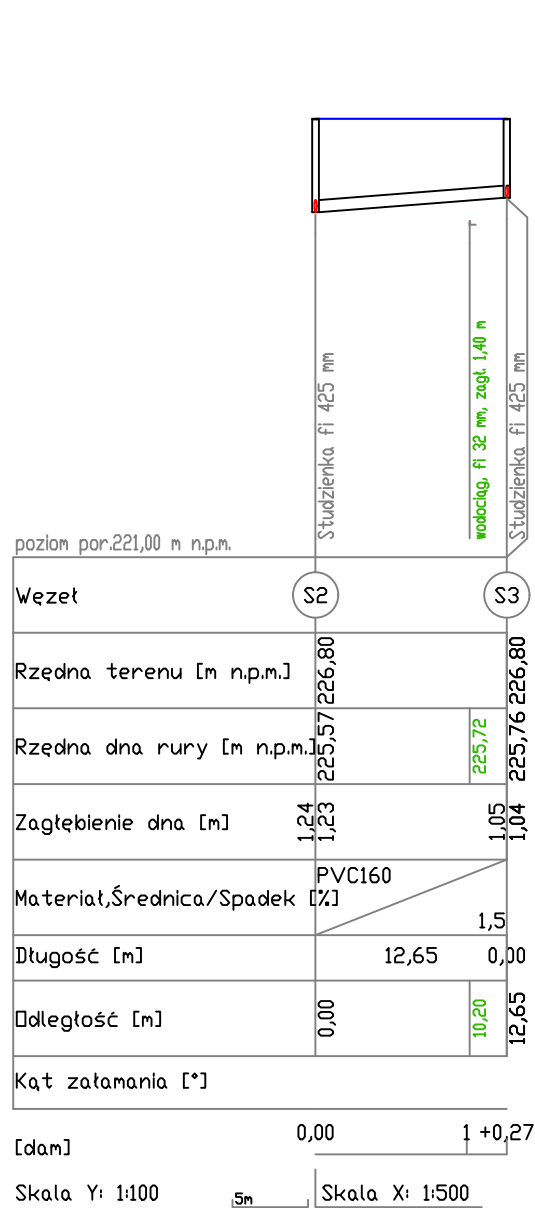 Studzienka fi 425 mm
wodociąg, fi 32 mm, zagł. 1,40 m
Studzienka fi 425 mm
poziom por.221,00 m n.p.m.
Węzeł S2 S3
Rzędna terenu [m n.p.m.] 226,80 226,80
Rzędna dna rury [m n.p.m.] 225,57 225,72 225,76
Zagłębienie dna [m] 1,24 1,23 1,05 1,04
PVC160
Materiał,Średnica/Spadek [%]
1,5
Długość [m] 12,65 0,00
Odległość [m] 0,00 10,20 12,65
Kąt załamania [°]
0,00 1 +0,27
[dam]
Skala Y: 1:100 5m Skala X: 1:500